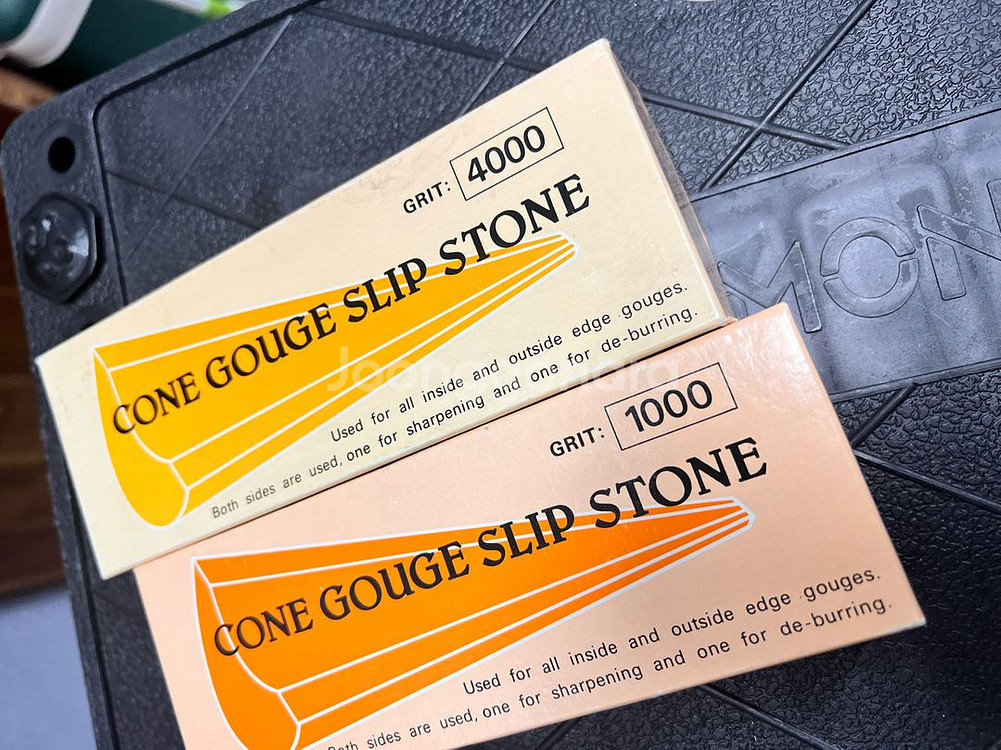 GRIT: 4000
CONE GOUGE SLIP STONE
Used for all inside and outside edge gouges.
Both sides are used, one for sharpening and one for de-burring.
GRIT: 1000
CONE GOUGE SLIP STONE
Used for all inside and outside edge gouges.
Both sides are used, one for sharpening and one for de-burring.
MON